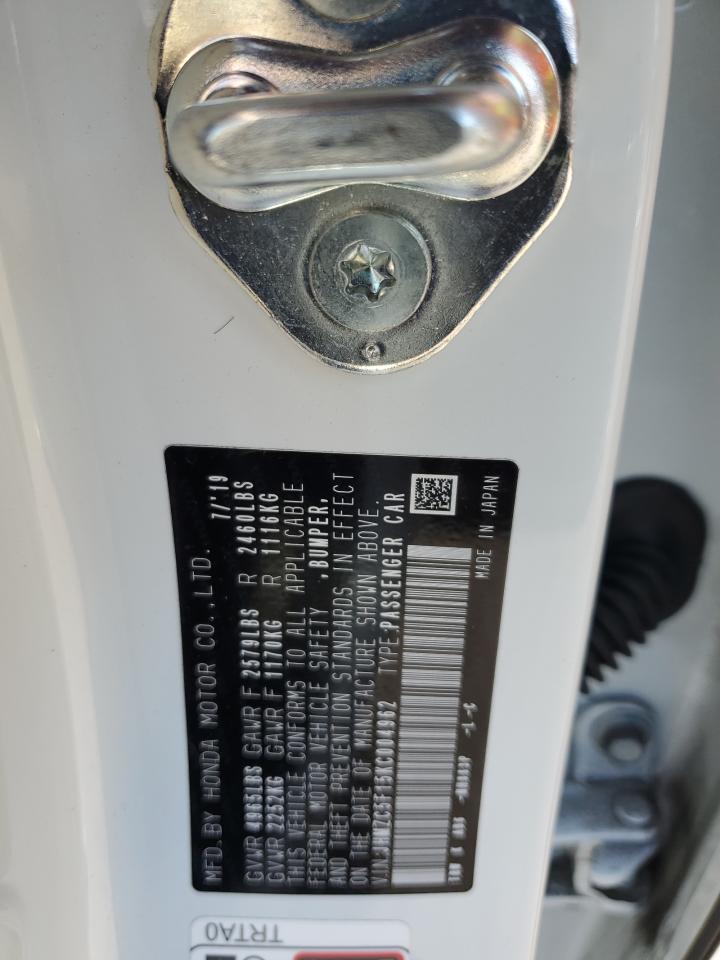 MFD.BY HONDA MOTOR CO.,LTD. 7/'19
GVWR 4965LBS GAWR F 2579LBS R 2460LBS
GVWR 2252KG GAWR F 1170KG R 1116KG
THIS VEHICLE CONFORMS TO ALL APPLICABLE
FEDERAL MOTOR VEHICLE SAFETY ,BUMPER,
AND THEFT PREVENTION STANDARDS IN EFFECT
ON THE DATE OF MANUFACTURE SHOWN ABOVE.
TYPE:PASSENGER CAR
-L-C
MADE IN JAPAN
TRTA0